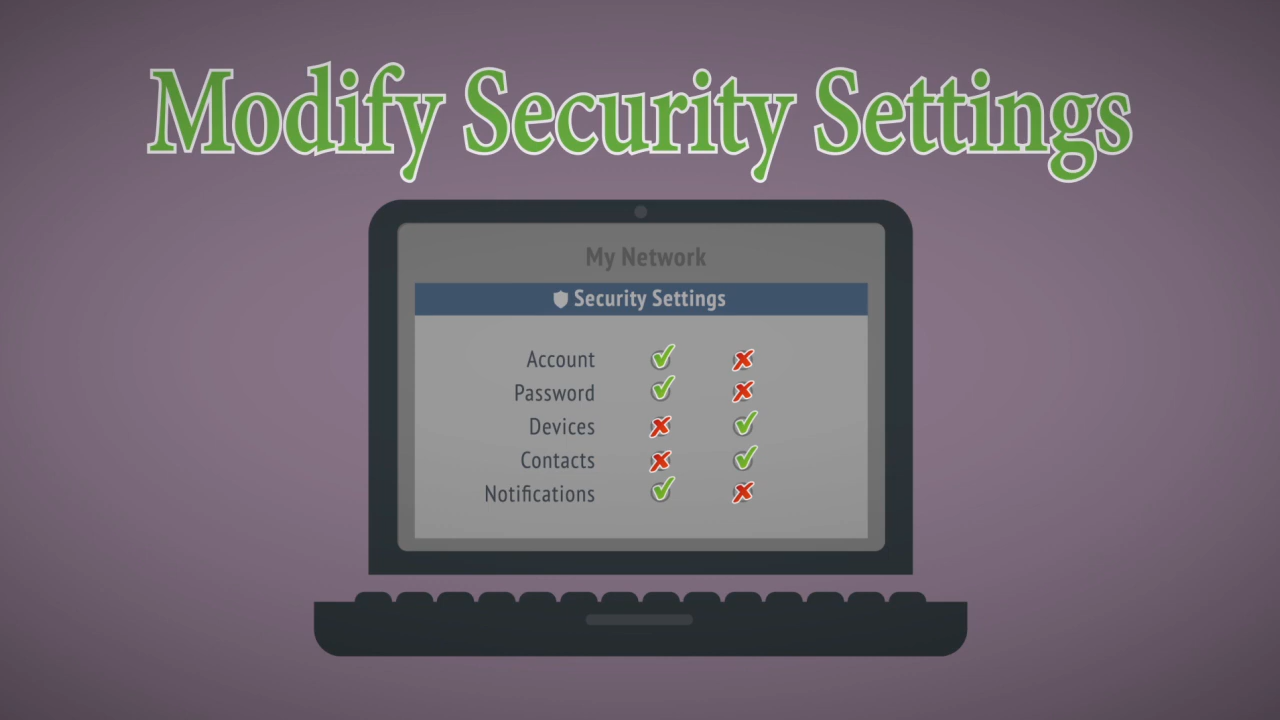 Modify Security Settings
My Network
Security Settings
Account
Password
Devices
Contacts
Notifications